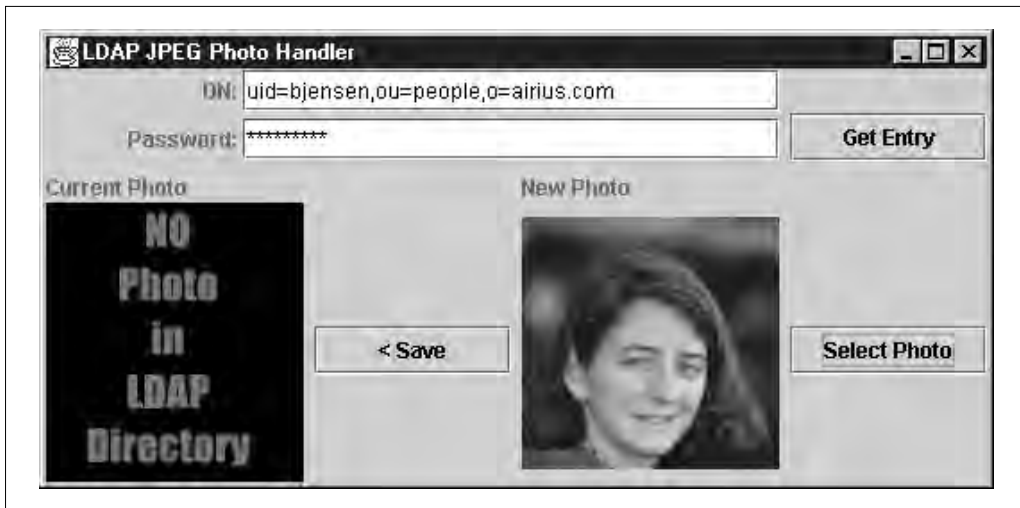 LDAP JPEG Photo Handler
DN: uid=bjensen,ou=people,o=airius.com
Password: *********
Get Entry
Current Photo
New Photo
NO
Photo
in
LDAP
Directory
< Save
Select Photo